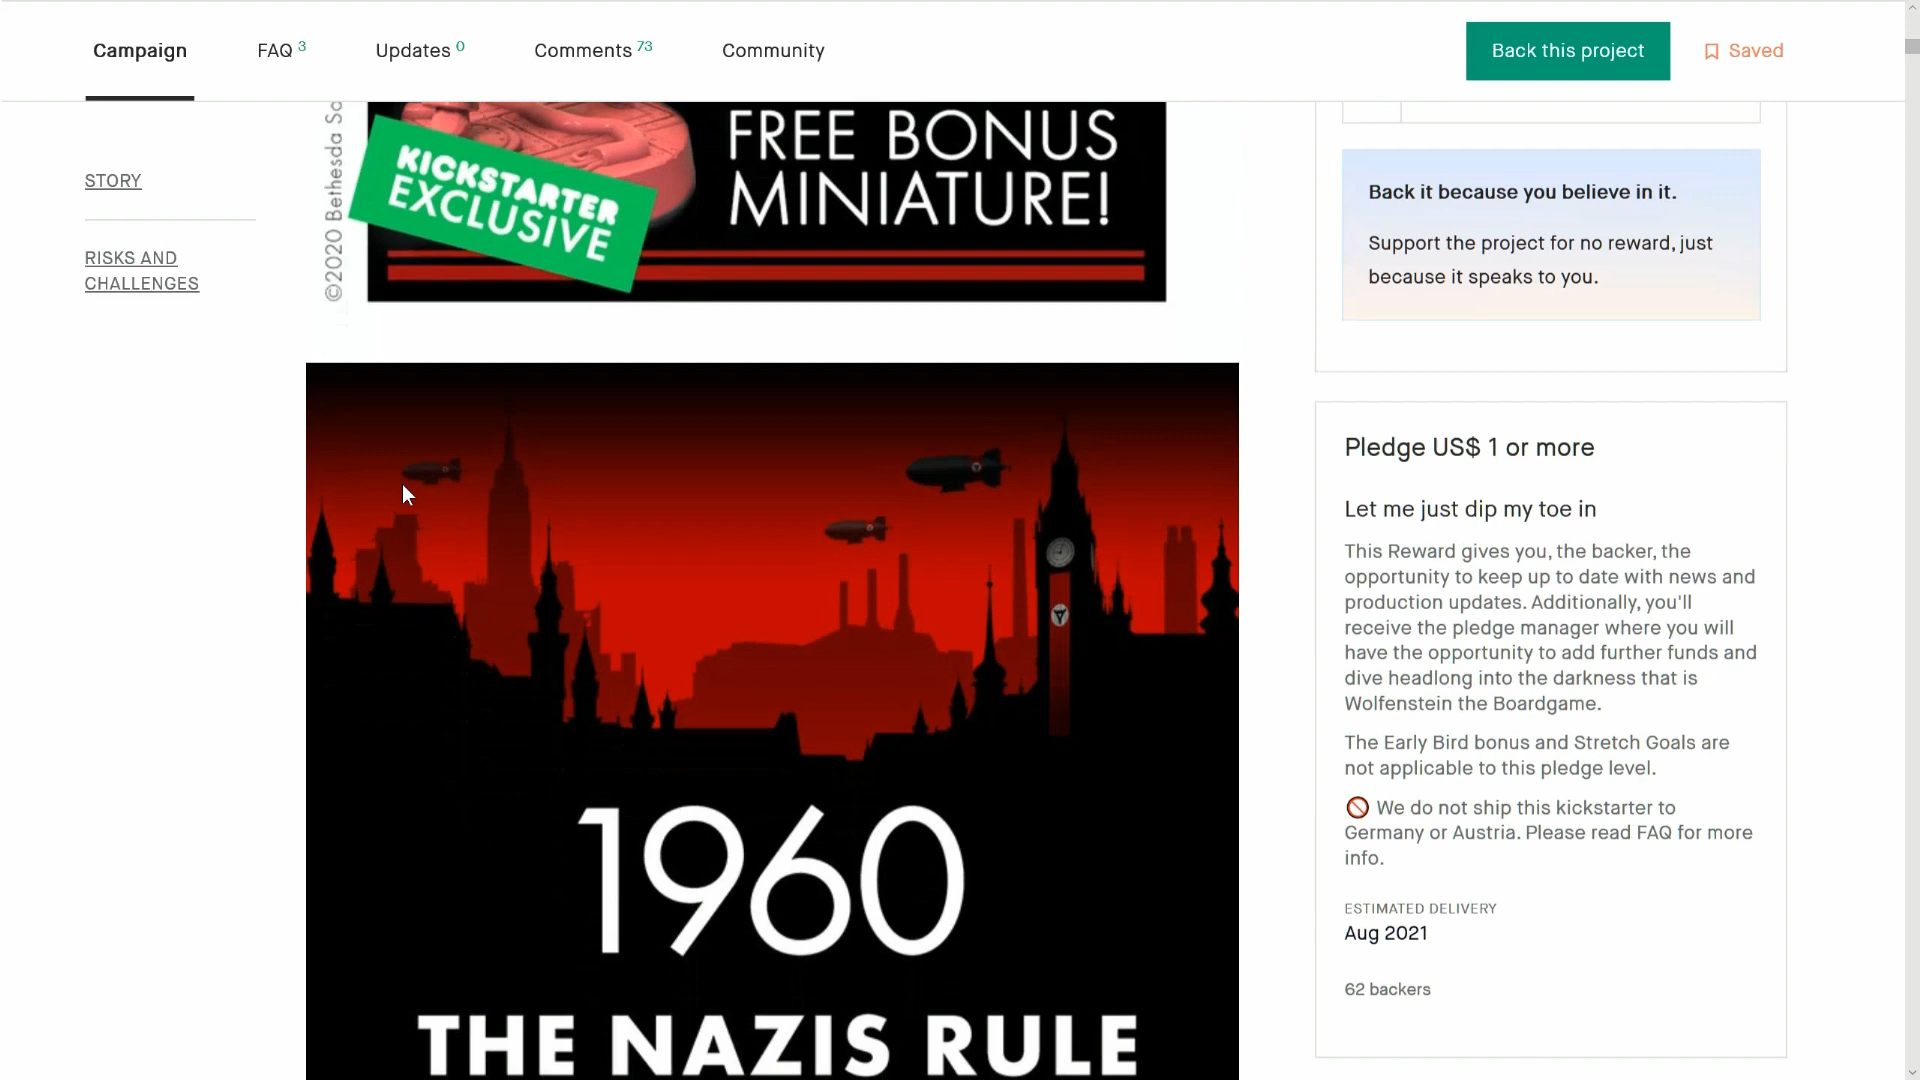 Campaign
FAQ 3
Updates 0
Comments 73
Community
Back this project
Saved
STORY
RISKS AND
CHALLENGES
©2020 Bethesda
KICKSTARTER
EXCLUSIVE
FREE BONUS
MINIATURE!
1960
THE NAZIS RULE
Back it because you believe in it.
Support the project for no reward, just
because it speaks to you.
Pledge US$ 1 or more
Let me just dip my toe in
This Reward gives you, the backer, the
opportunity to keep up to date with news and
production updates. Additionally, you'll
receive the pledge manager where you will
have the opportunity to add further funds and
dive headlong into the darkness that is
Wolfenstein the Boardgame.
The Early Bird bonus and Stretch Goals are
not applicable to this pledge level.
We do not ship this kickstarter to
Germany or Austria. Please read FAQ for more
info.
ESTIMATED DELIVERY
Aug 2021
62 backers